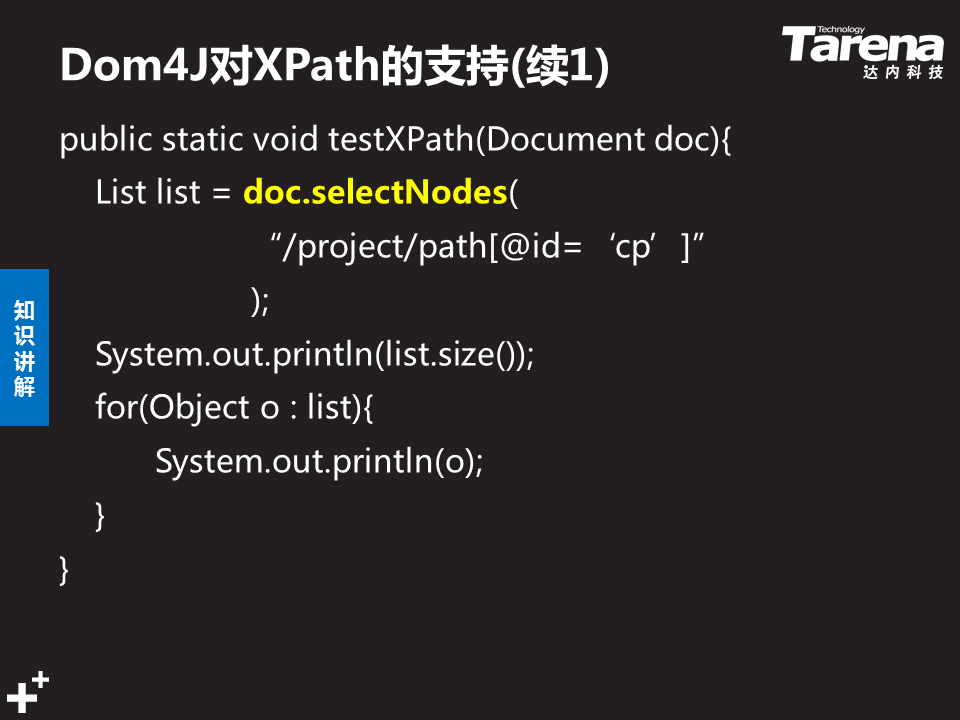 Dom4J对XPath的支持(续1)
Technology
Tarena
达内科技
public static void testXPath(Document doc){
List list = doc.selectNodes(
“/project/path[@id=‘cp’]”
);
System.out.println(list.size());
for(Object o : list){
System.out.println(o);
}
}
知识讲解